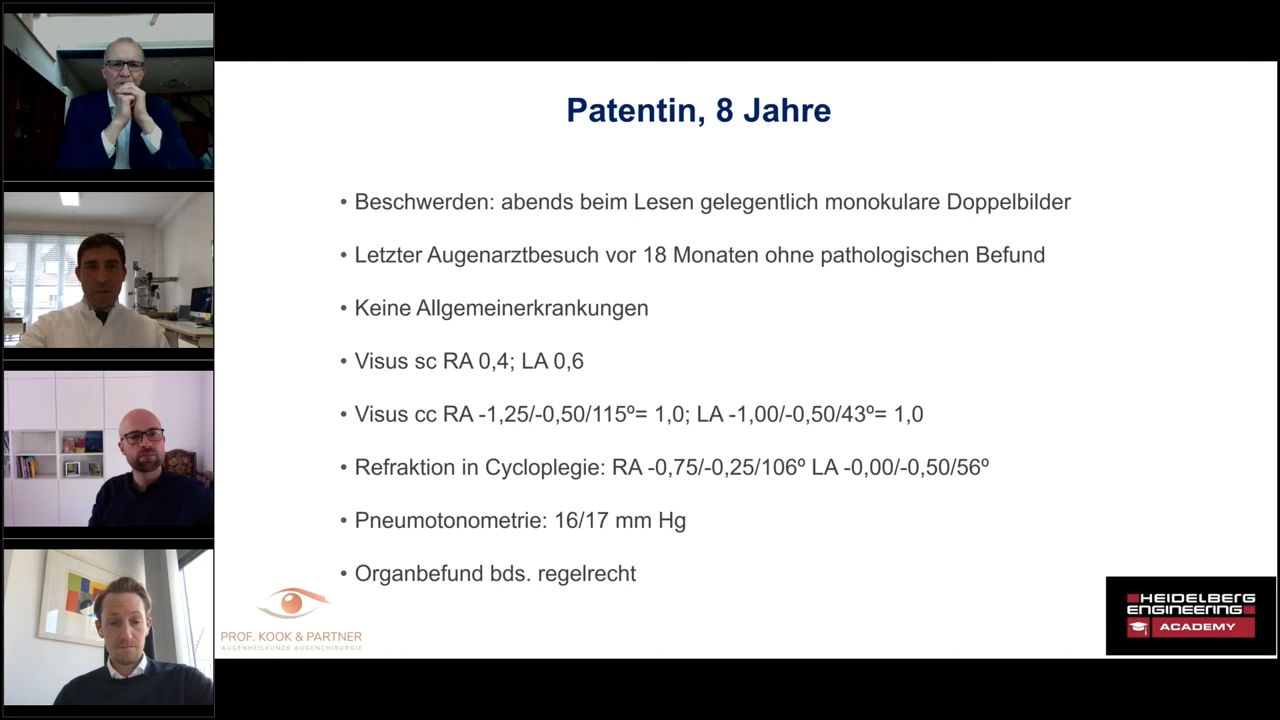 Patentin, 8 Jahre
• Beschwerden: abends beim Lesen gelegentlich monokulare Doppelbilder
• Letzter Augenarztbesuch vor 18 Monaten ohne pathologischen Befund
• Keine Allgemeinerkrankungen
• Visus sc RA 0,4; LA 0,6
• Visus cc RA -1,25/-0,50/115º= 1,0; LA -1,00/-0,50/43º= 1,0
• Refraktion in Cycloplegie: RA -0,75/-0,25/106º LA -0,00/-0,50/56º
• Pneumotonometrie: 16/17 mm Hg
• Organbefund bds. regelrecht
PROF. KOOK & PARTNER
AUGENHEILKUNDE AUGENCHIRURGIE
HEIDELBERG
ENGINEERING
ACADEMY